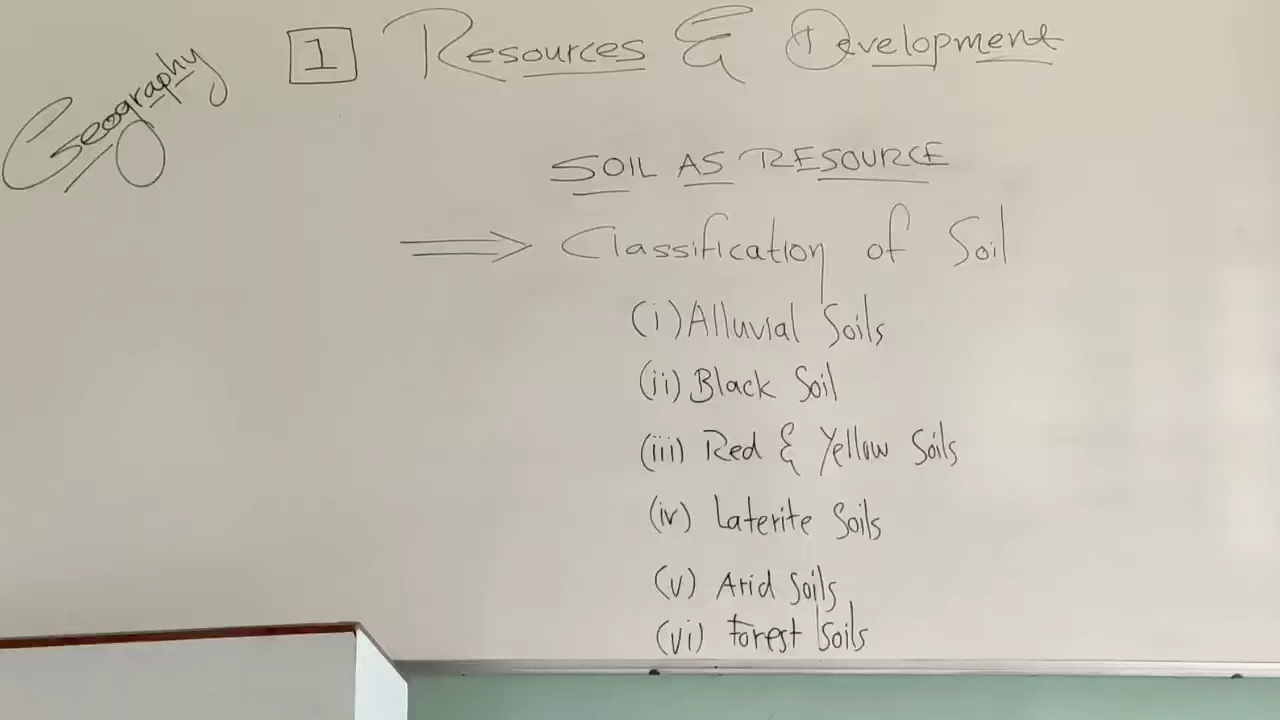 Geography
1 Resources & Development
SOIL AS RESOURCE
⇒ Classification of Soil
(i) Alluvial Soils
(ii) Black Soil
(iii) Red & Yellow Soils
(iv) Laterite Soils
(v) Arid Soils
(vi) Forest Soils